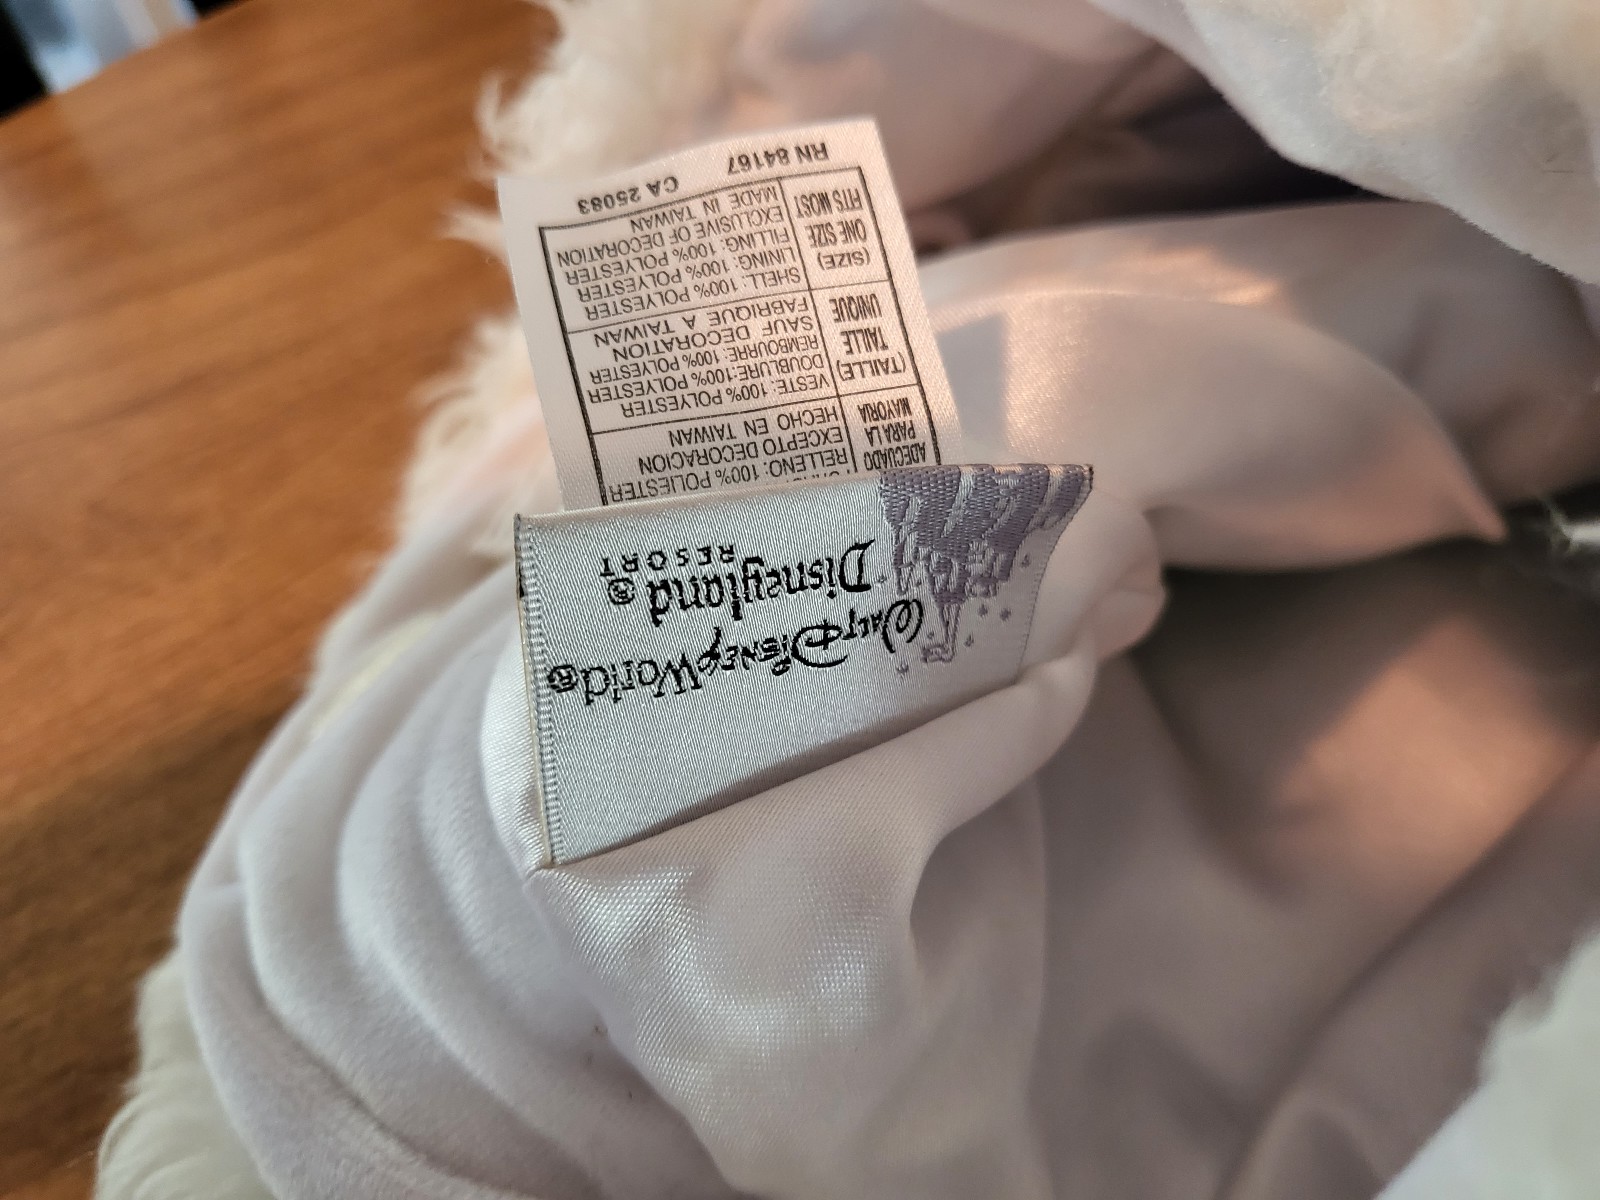 Walt Disney World®
Disneyland®
RESORT
ADECUADO
PARA LA
MAYORIA
RELLENO: 100% POLIESTER
EXCEPTO DECORACION
HECHO EN TAIWAN
(TAILLE)
TAILLE
UNIQUE
VESTE: 100% POLYESTER
DOUBLURE:100% POLYESTER
REMBOURRE: 100% POLYESTER
SAUF DECORATION
FABRIQUE A TAIWAN
(SIZE)
ONE SIZE
FITS MOST
SHELL: 100% POLYESTER
LINING: 100% POLYESTER
FILLING: 100% POLYESTER
EXCLUSIVE OF DECORATION
MADE IN TAIWAN
RN 84167 CA 25083